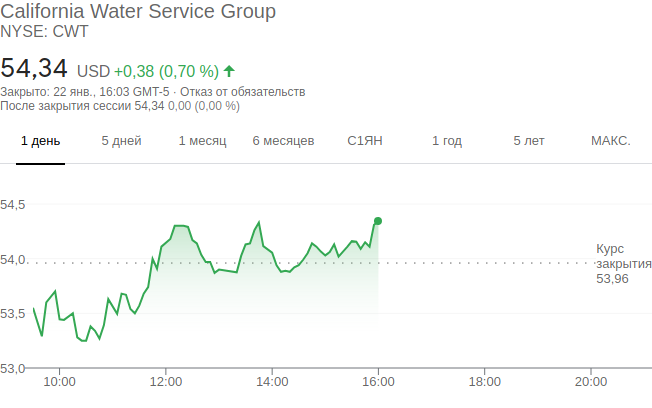 California Water Service Group
NYSE: CWT
54,34 USD +0,38 (0,70 %)
Закрыто: 22 янв., 16:03 GMT-5 · Отказ от обязательств
После закрытия сессии 54,34 0,00 (0,00 %)
1 день 5 дней 1 месяц 6 месяцев С1ЯН 1 год 5 лет МАКС.
54,5
54,0
53,5
53,0
Курс
закрытия
53,96
10:00 12:00 14:00 16:00 18:00 20:00